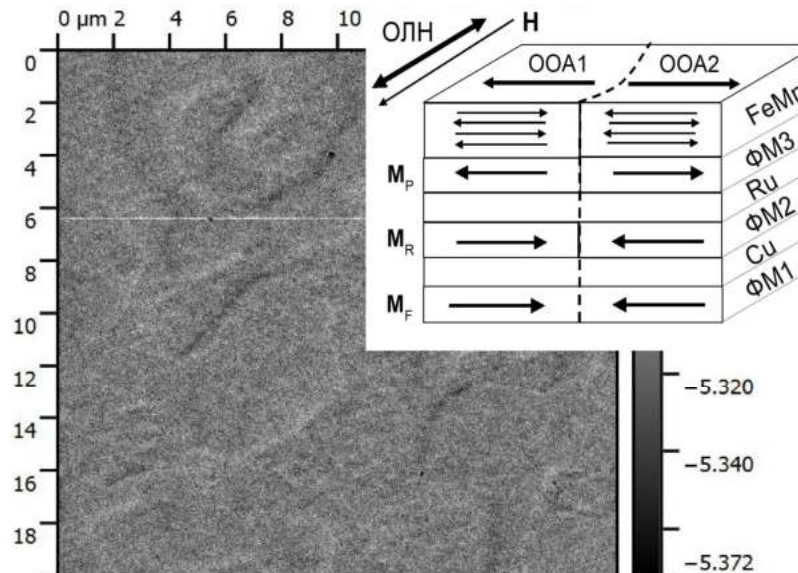 0 µm 2 4 6 8 10
0
2
4
6
8
10
12
14
16
18
ОЛН
H
ООА1 ООА2
FeMn
ФМ3
Ru
ФМ2
Cu
ФМ1
M_P
M_R
M_F
−5.320
−5.340
−5.372